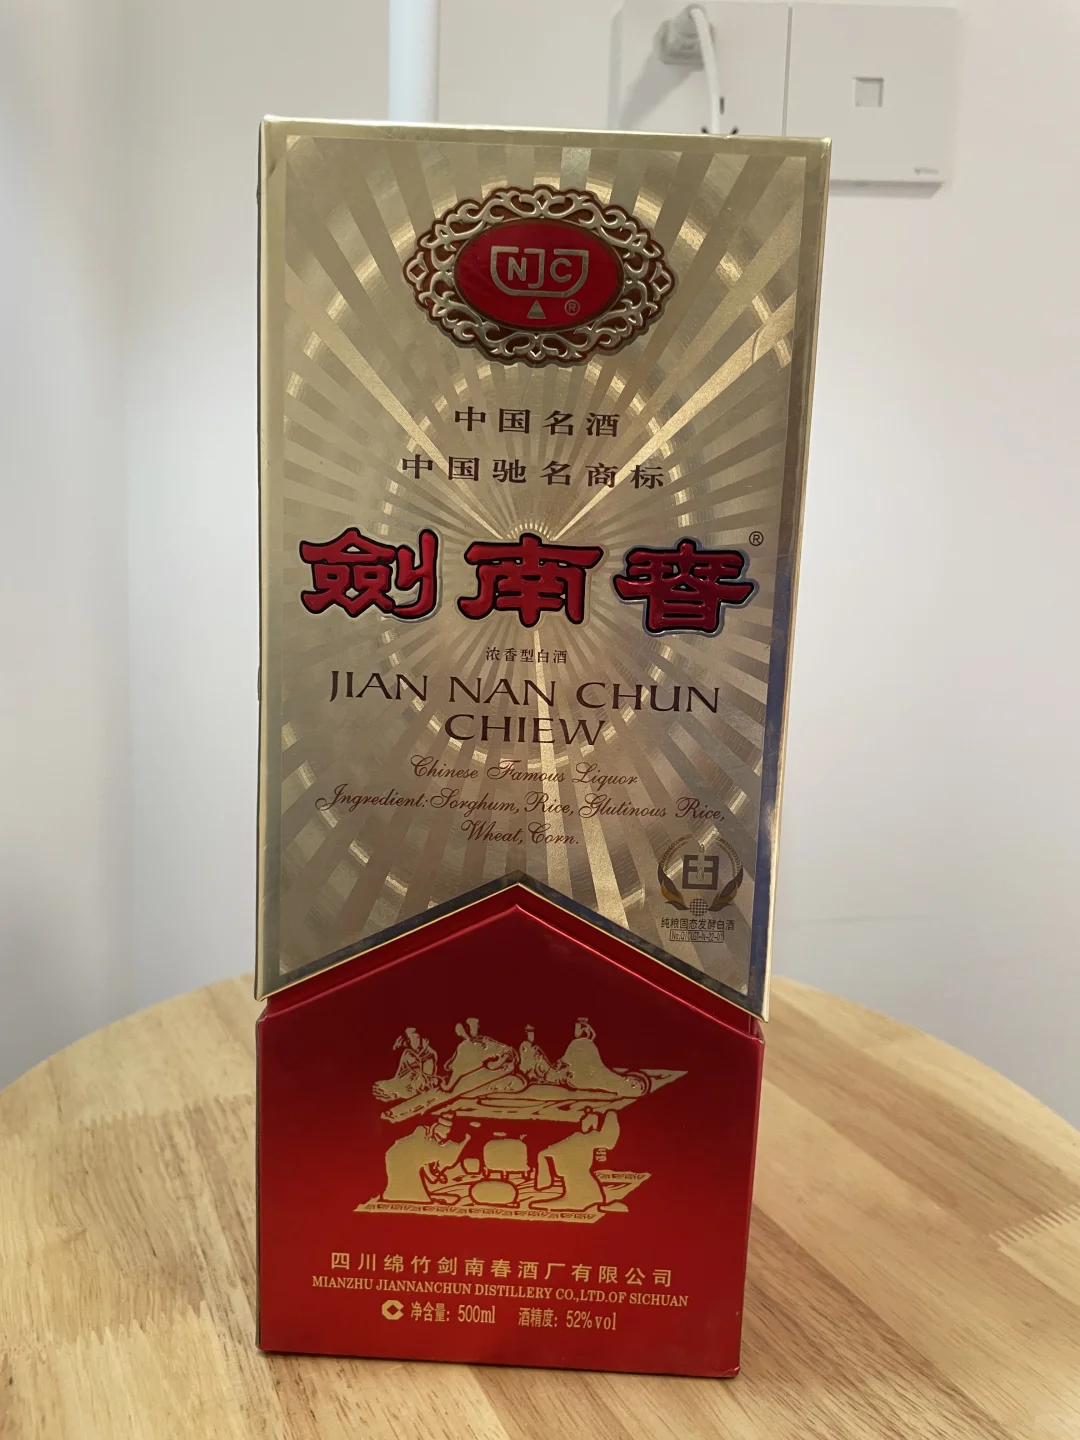 NJC
®
中国名酒
中国驰名商标
劍南春®
浓香型白酒
JIAN NAN CHUN
CHIEW
Chinese Famous Liquor
Ingredient:Sorghum,Rice,Glutinous Rice,
Wheat,Corn.
纯粮固态发酵白酒
四川绵竹剑南春酒厂有限公司
MIANZHU JIANNANCHUN DISTILLERY CO.,LTD.OF SICHUAN
净含量：500ml 酒精度：52%vol